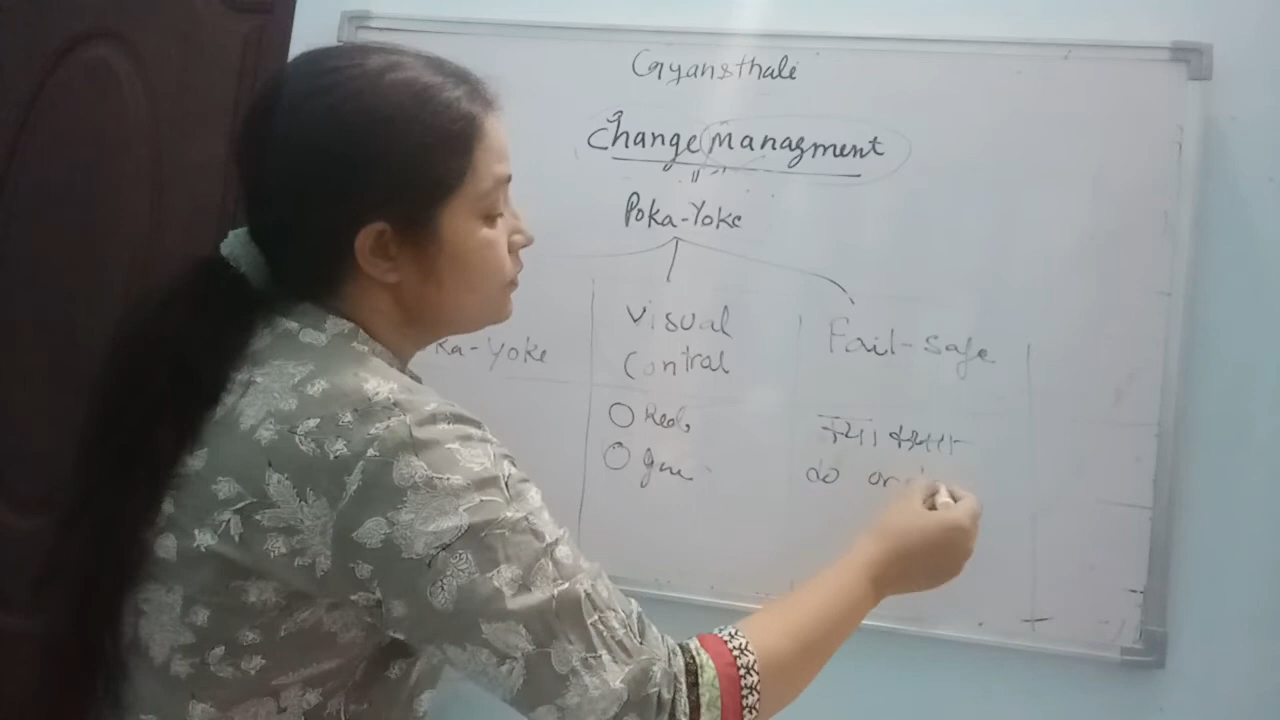 Gyansthali
Change Managment
Poka-Yoke
Ka-Yoke
Visual
Control
Red
Fail-safe
do